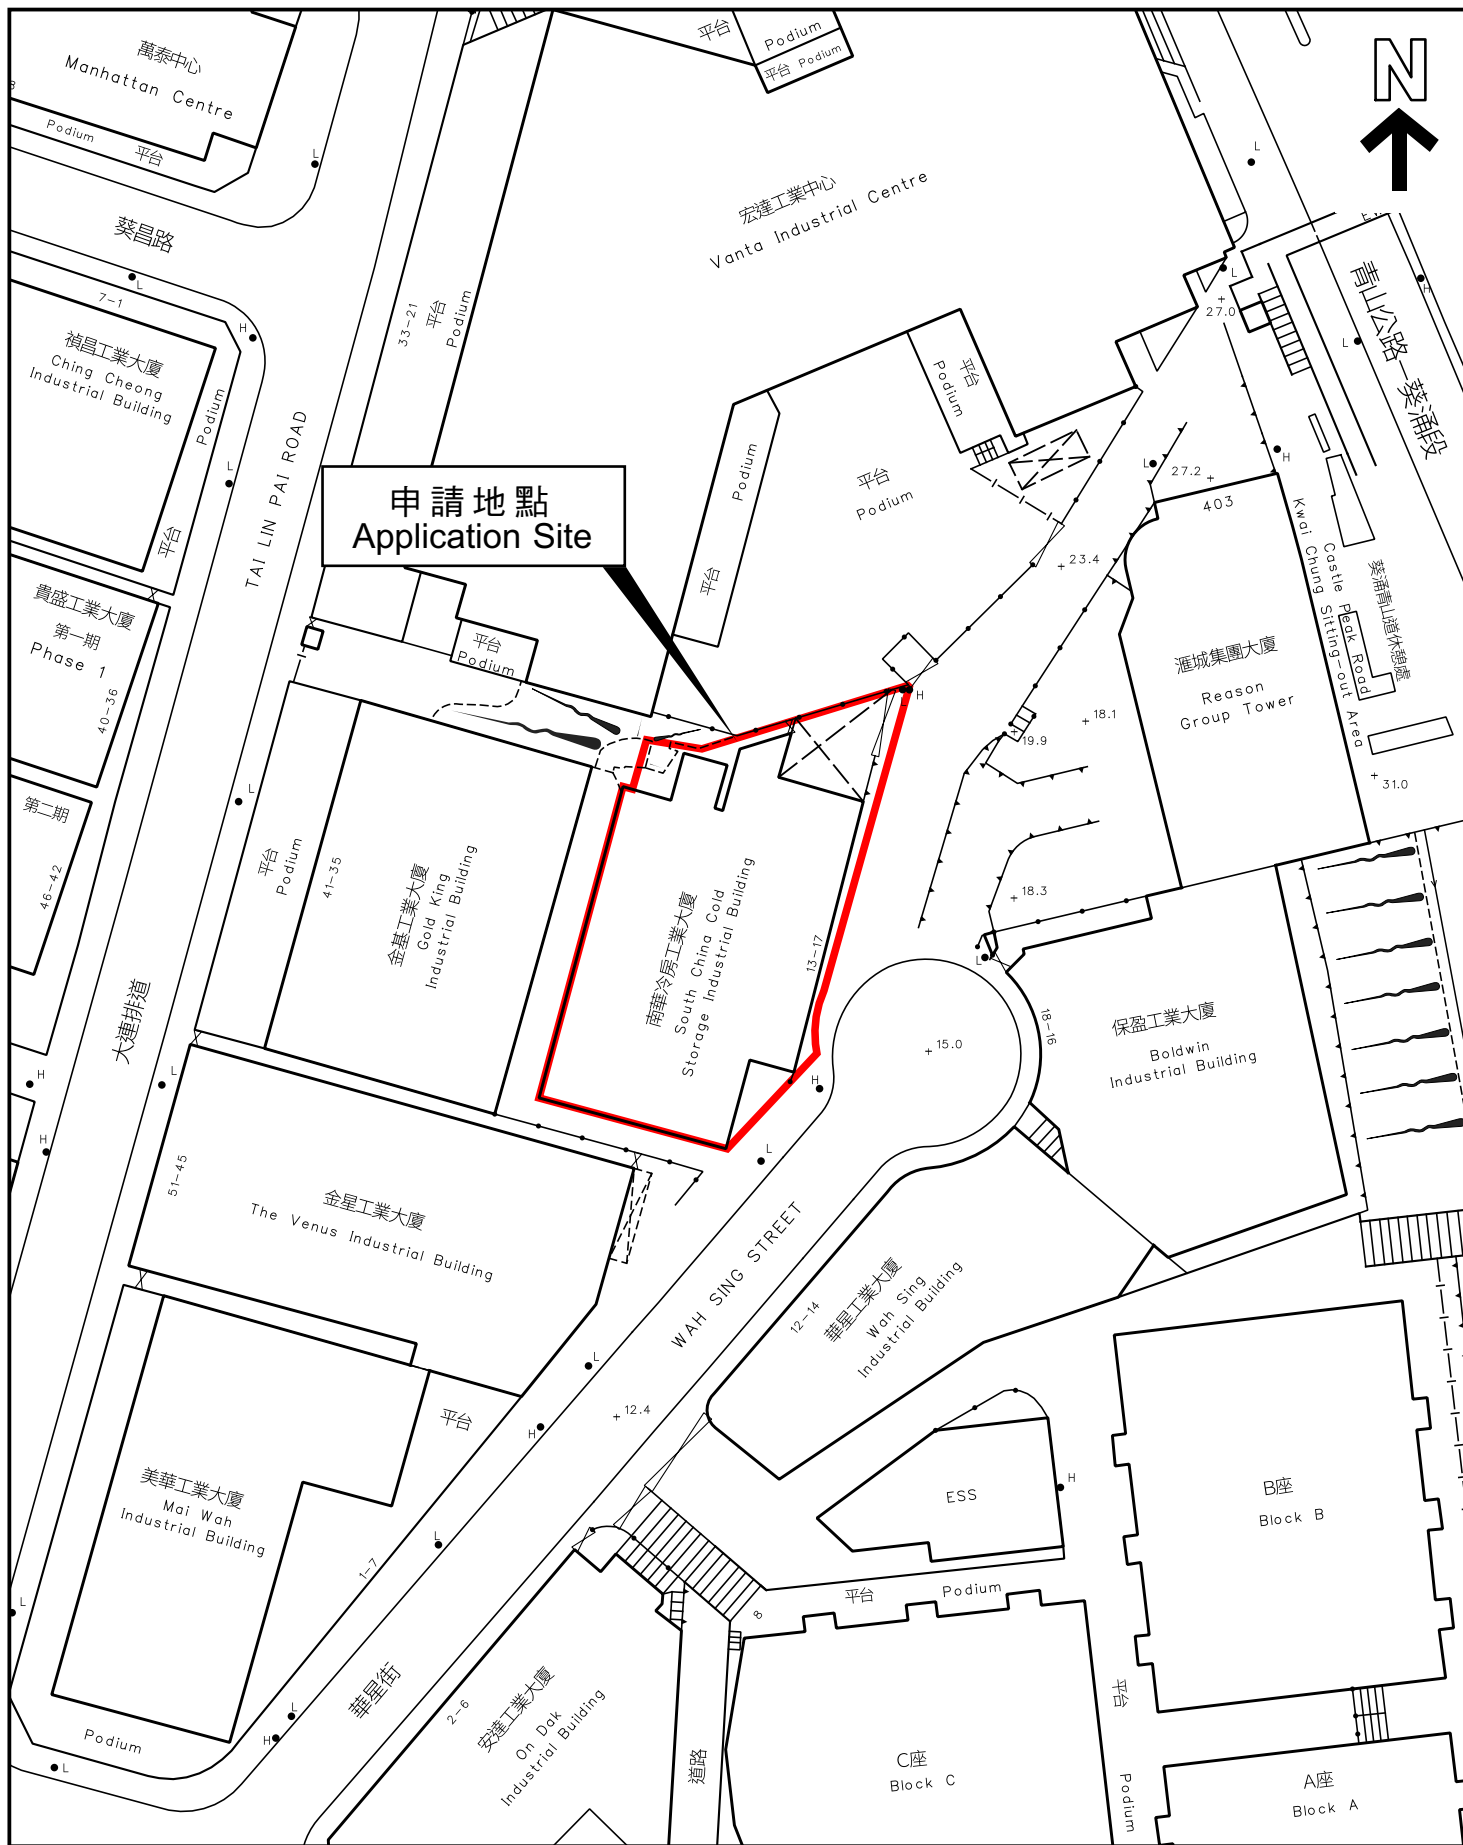 萬泰中心
Manhattan Centre
Podium
平台
平台
Podium
平台 Podium
N
葵昌路
宏達工業中心
Vanta Industrial Centre
7-1
禎昌工業大廈
Ching Cheong
Industrial Building
Podium
平台
33-21
平台
Podium
27.0
青山公路-葵涌段
TAI LIN PAI ROAD
大連排道
申請地點
Application Site
Podium
平台
平台
Podium
平台
Podium
27.2
403
23.4
Kwai Chung Sitting-out Area
Castle Peak Road
葵涌青山道休憩處
貴盛工業大廈
第一期
Phase 1
40-36
平台
Podium
滙城集團大廈
Reason
Group Tower
18.1
19.9
31.0
第二期
46-42
平台
Podium
41-35
金基工業大廈
Gold King
Industrial Building
南華冷房工業大廈
South China Cold
Storage Industrial Building
13-17
18.3
15.0
18-16
保盈工業大廈
Boldwin
Industrial Building
51-45
金星工業大廈
The Venus Industrial Building
WAH SING STREET
12-14
華星工業大廈
Wah Sing
Industrial Building
12.4
平台
美華工業大廈
Mai Wah
Industrial Building
1-7
ESS
B座
Block B
平台
Podium
8
華星街
2-6
安達工業大廈
On Dak
Industrial Building
道路
C座
Block C
平台
Podium
A座
Block A
Podium
L
L
H
L
L
L
H
H
L
L
H
L
L
H
L
H
L
H
L
H
L
L
H
L
H
L
L
H
L
H